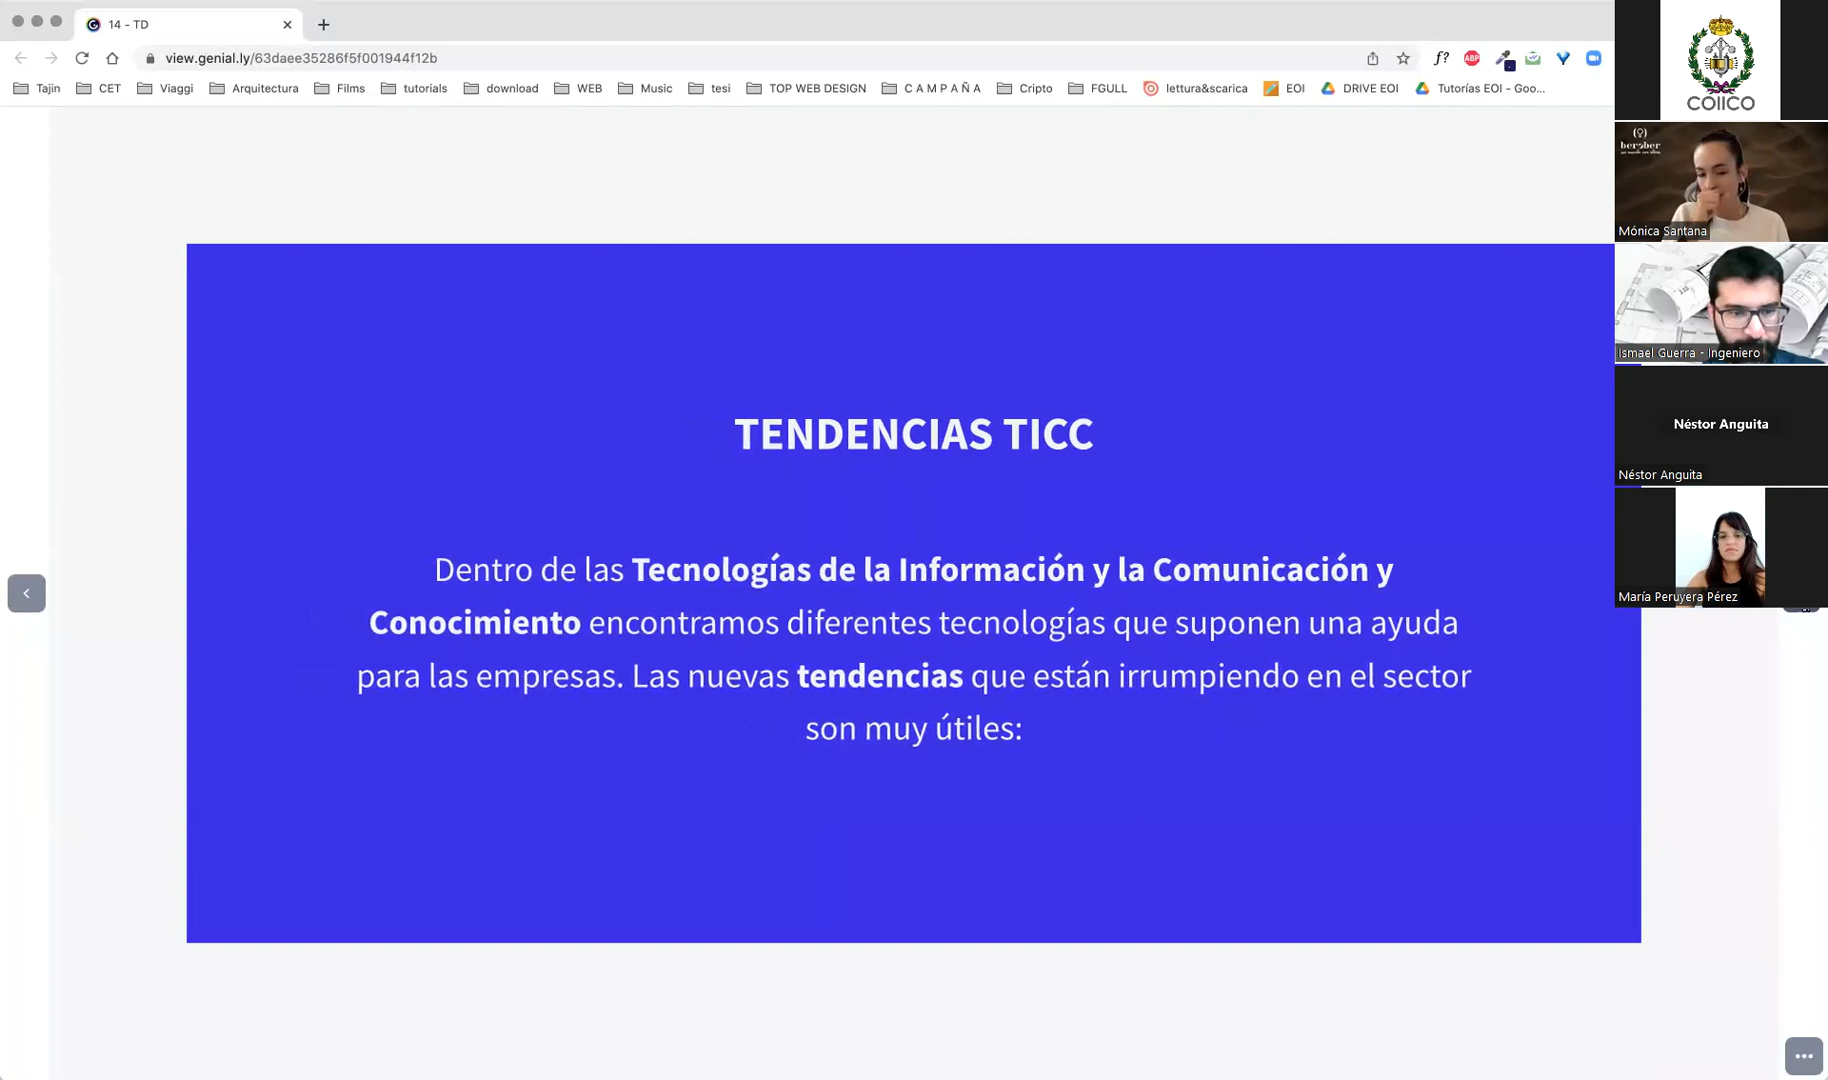 14 - TD
view.genial.ly/63daee35286f5f001944f12b
f?
ABP
Tajin
CET
Viaggi
Arquitectura
Films
tutorials
download
WEB
Music
tesi
TOP WEB DESIGN
C A M P A Ñ A
Cripto
FGULL
lettura&scarica
EOI
DRIVE EOI
Tutorías EOI - Goo...
TENDENCIAS TICC
Dentro de las Tecnologías de la Información y la Comunicación y
Conocimiento encontramos diferentes tecnologías que suponen una ayuda
para las empresas. Las nuevas tendencias que están irrumpiendo en el sector
son muy útiles:
COIICO
Mónica Santana
Ismael Guerra - Ingeniero
Néstor Anguita
Néstor Anguita
María Peruyera Pérez